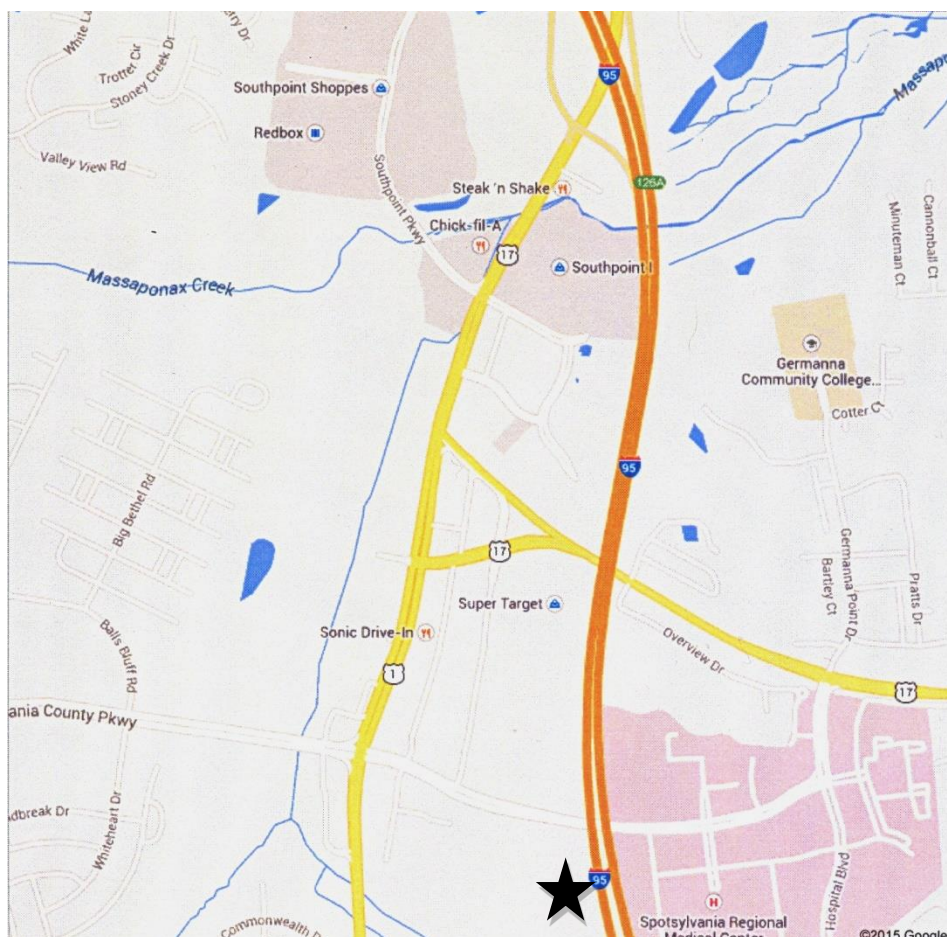 White
Trotter Cir
Stoney Creek Dr
Dr
Southpoint Shoppes
Redbox
Valley View Rd
Southpoint Pkwy
95
126A
Steak 'n Shake
Chick-fil-A
17
Southpoint I
Massaponax Creek
Minuteman Ct
Cannonball Ct
Germanna
Community College...
Cotter Ct
95
Big Bethel Rd
17
Super Target
Sonic Drive-In
Balls Bluff Rd
1
Overview Dr
Bartley Ct
Germanna Point Dr
Pratts Dr
17
ania County Pkwy
dbreak Dr
Whiteheart Dr
95
Hospital Blvd
H
Spotsylvania Regional
Medical Center
Commonwealth D
©2015 Google